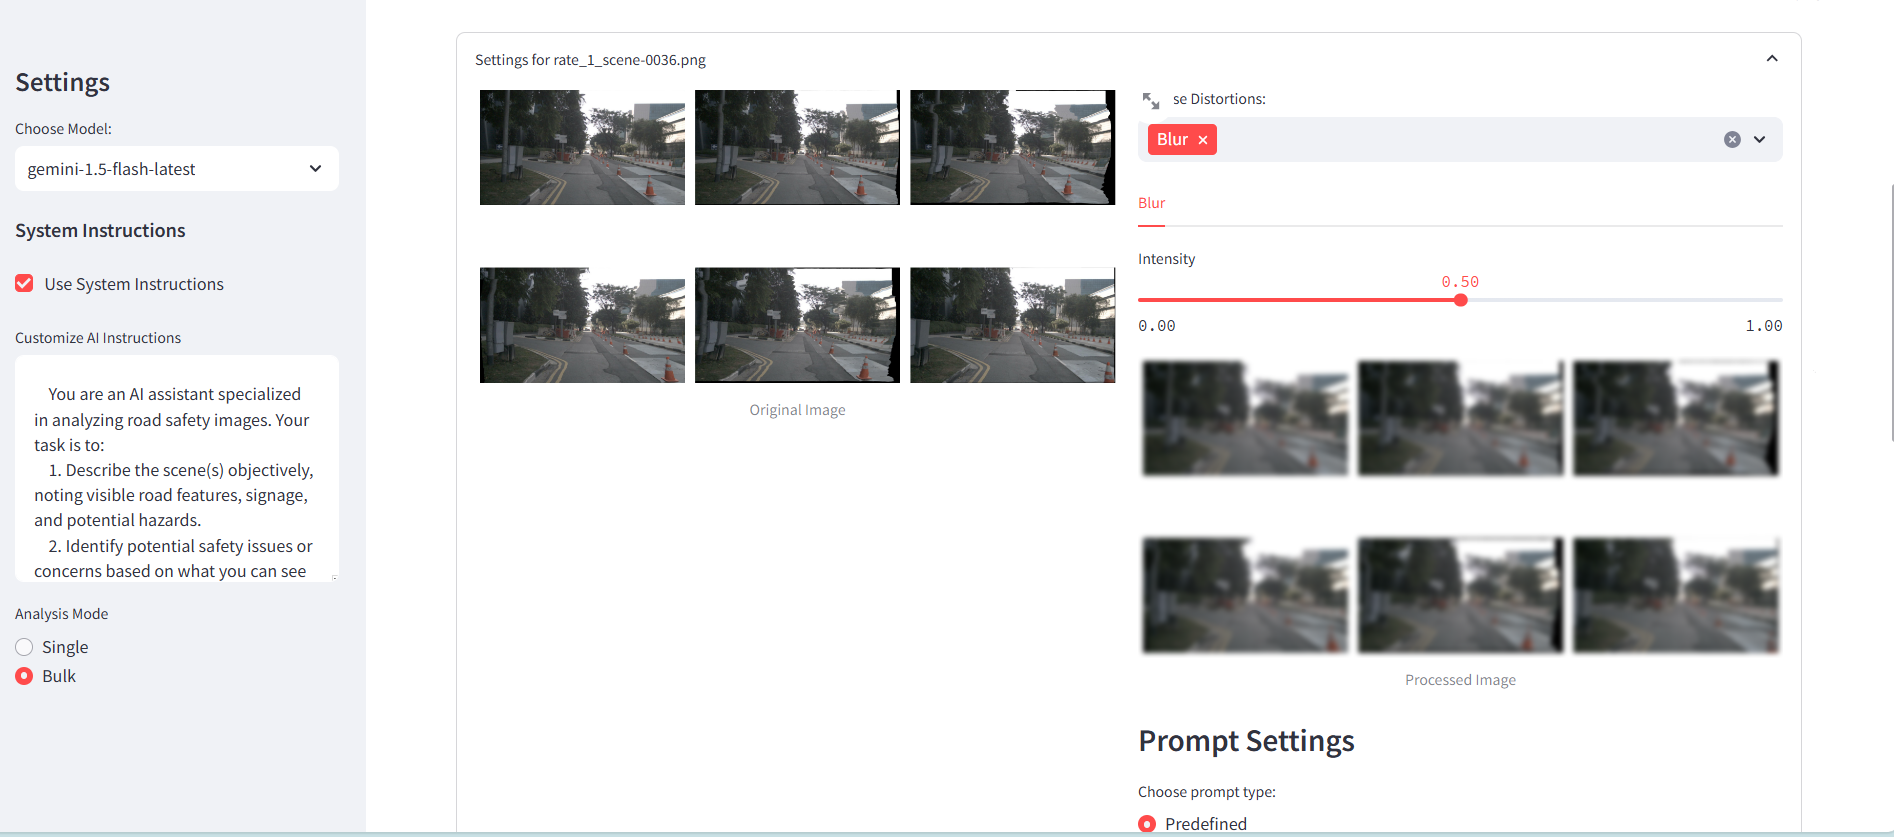 Settings
Choose Model:
gemini-1.5-flash-latest
System Instructions
Use System Instructions
Customize AI Instructions
You are an AI assistant specialized
in analyzing road safety images. Your
task is to:
1. Describe the scene(s) objectively,
noting visible road features, signage,
and potential hazards.
2. Identify potential safety issues or
concerns based on what you can see
Analysis Mode
Single
Bulk
Settings for rate_1_scene-0036.png
Original Image
se Distortions:
Blur
Blur
Intensity
0.50
0.00 1.00
Processed Image
Prompt Settings
Choose prompt type:
Predefined